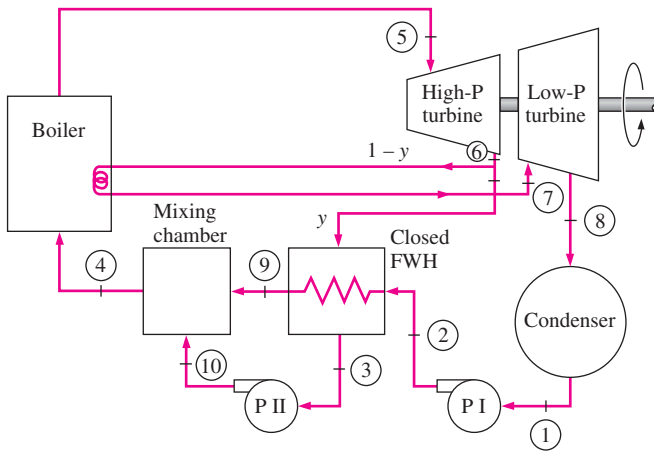 5
High-P
turbine
Low-P
turbine
Boiler
6
1 – y
7
Mixing
chamber
y
Closed
FWH
8
4
9
Condenser
2
10
3
P II
P I
1